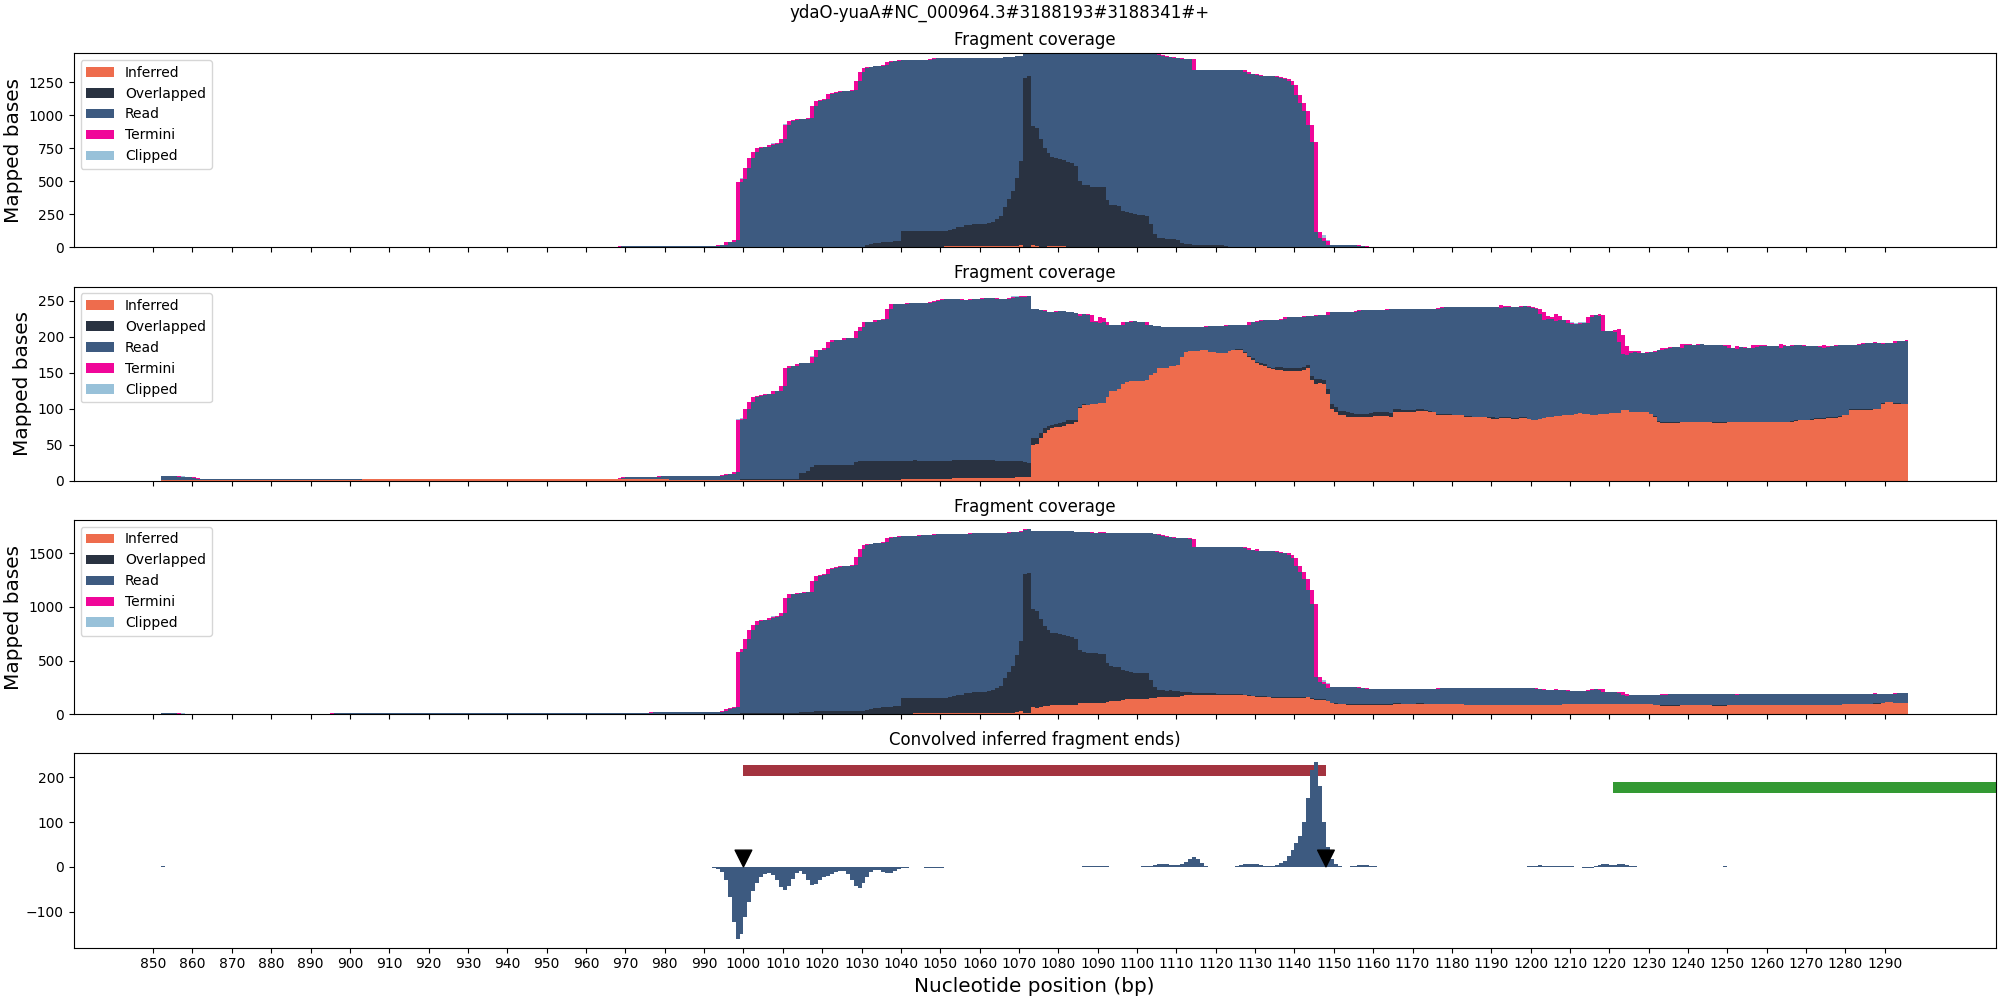 ydaO-yuaA#NC_000964.3#3188193#3188341#+
Fragment coverage
Mapped bases
1250
1000
750
500
250
0
Inferred
Overlapped
Read
Termini
Clipped
Fragment coverage
Mapped bases
250
200
150
100
50
0
Inferred
Overlapped
Read
Termini
Clipped
Fragment coverage
Mapped bases
1500
1000
500
0
Inferred
Overlapped
Read
Termini
Clipped
Convolved inferred fragment ends)
200
100
0
−100
850 860 870 880 890 900 910 920 930 940 950 960 970 980 990 1000 1010 1020 1030 1040 1050 1060 1070 1080 1090 1100 1110 1120 1130 1140 1150 1160 1170 1180 1190 1200 1210 1220 1230 1240 1250 1260 1270 1280 1290
Nucleotide position (bp)